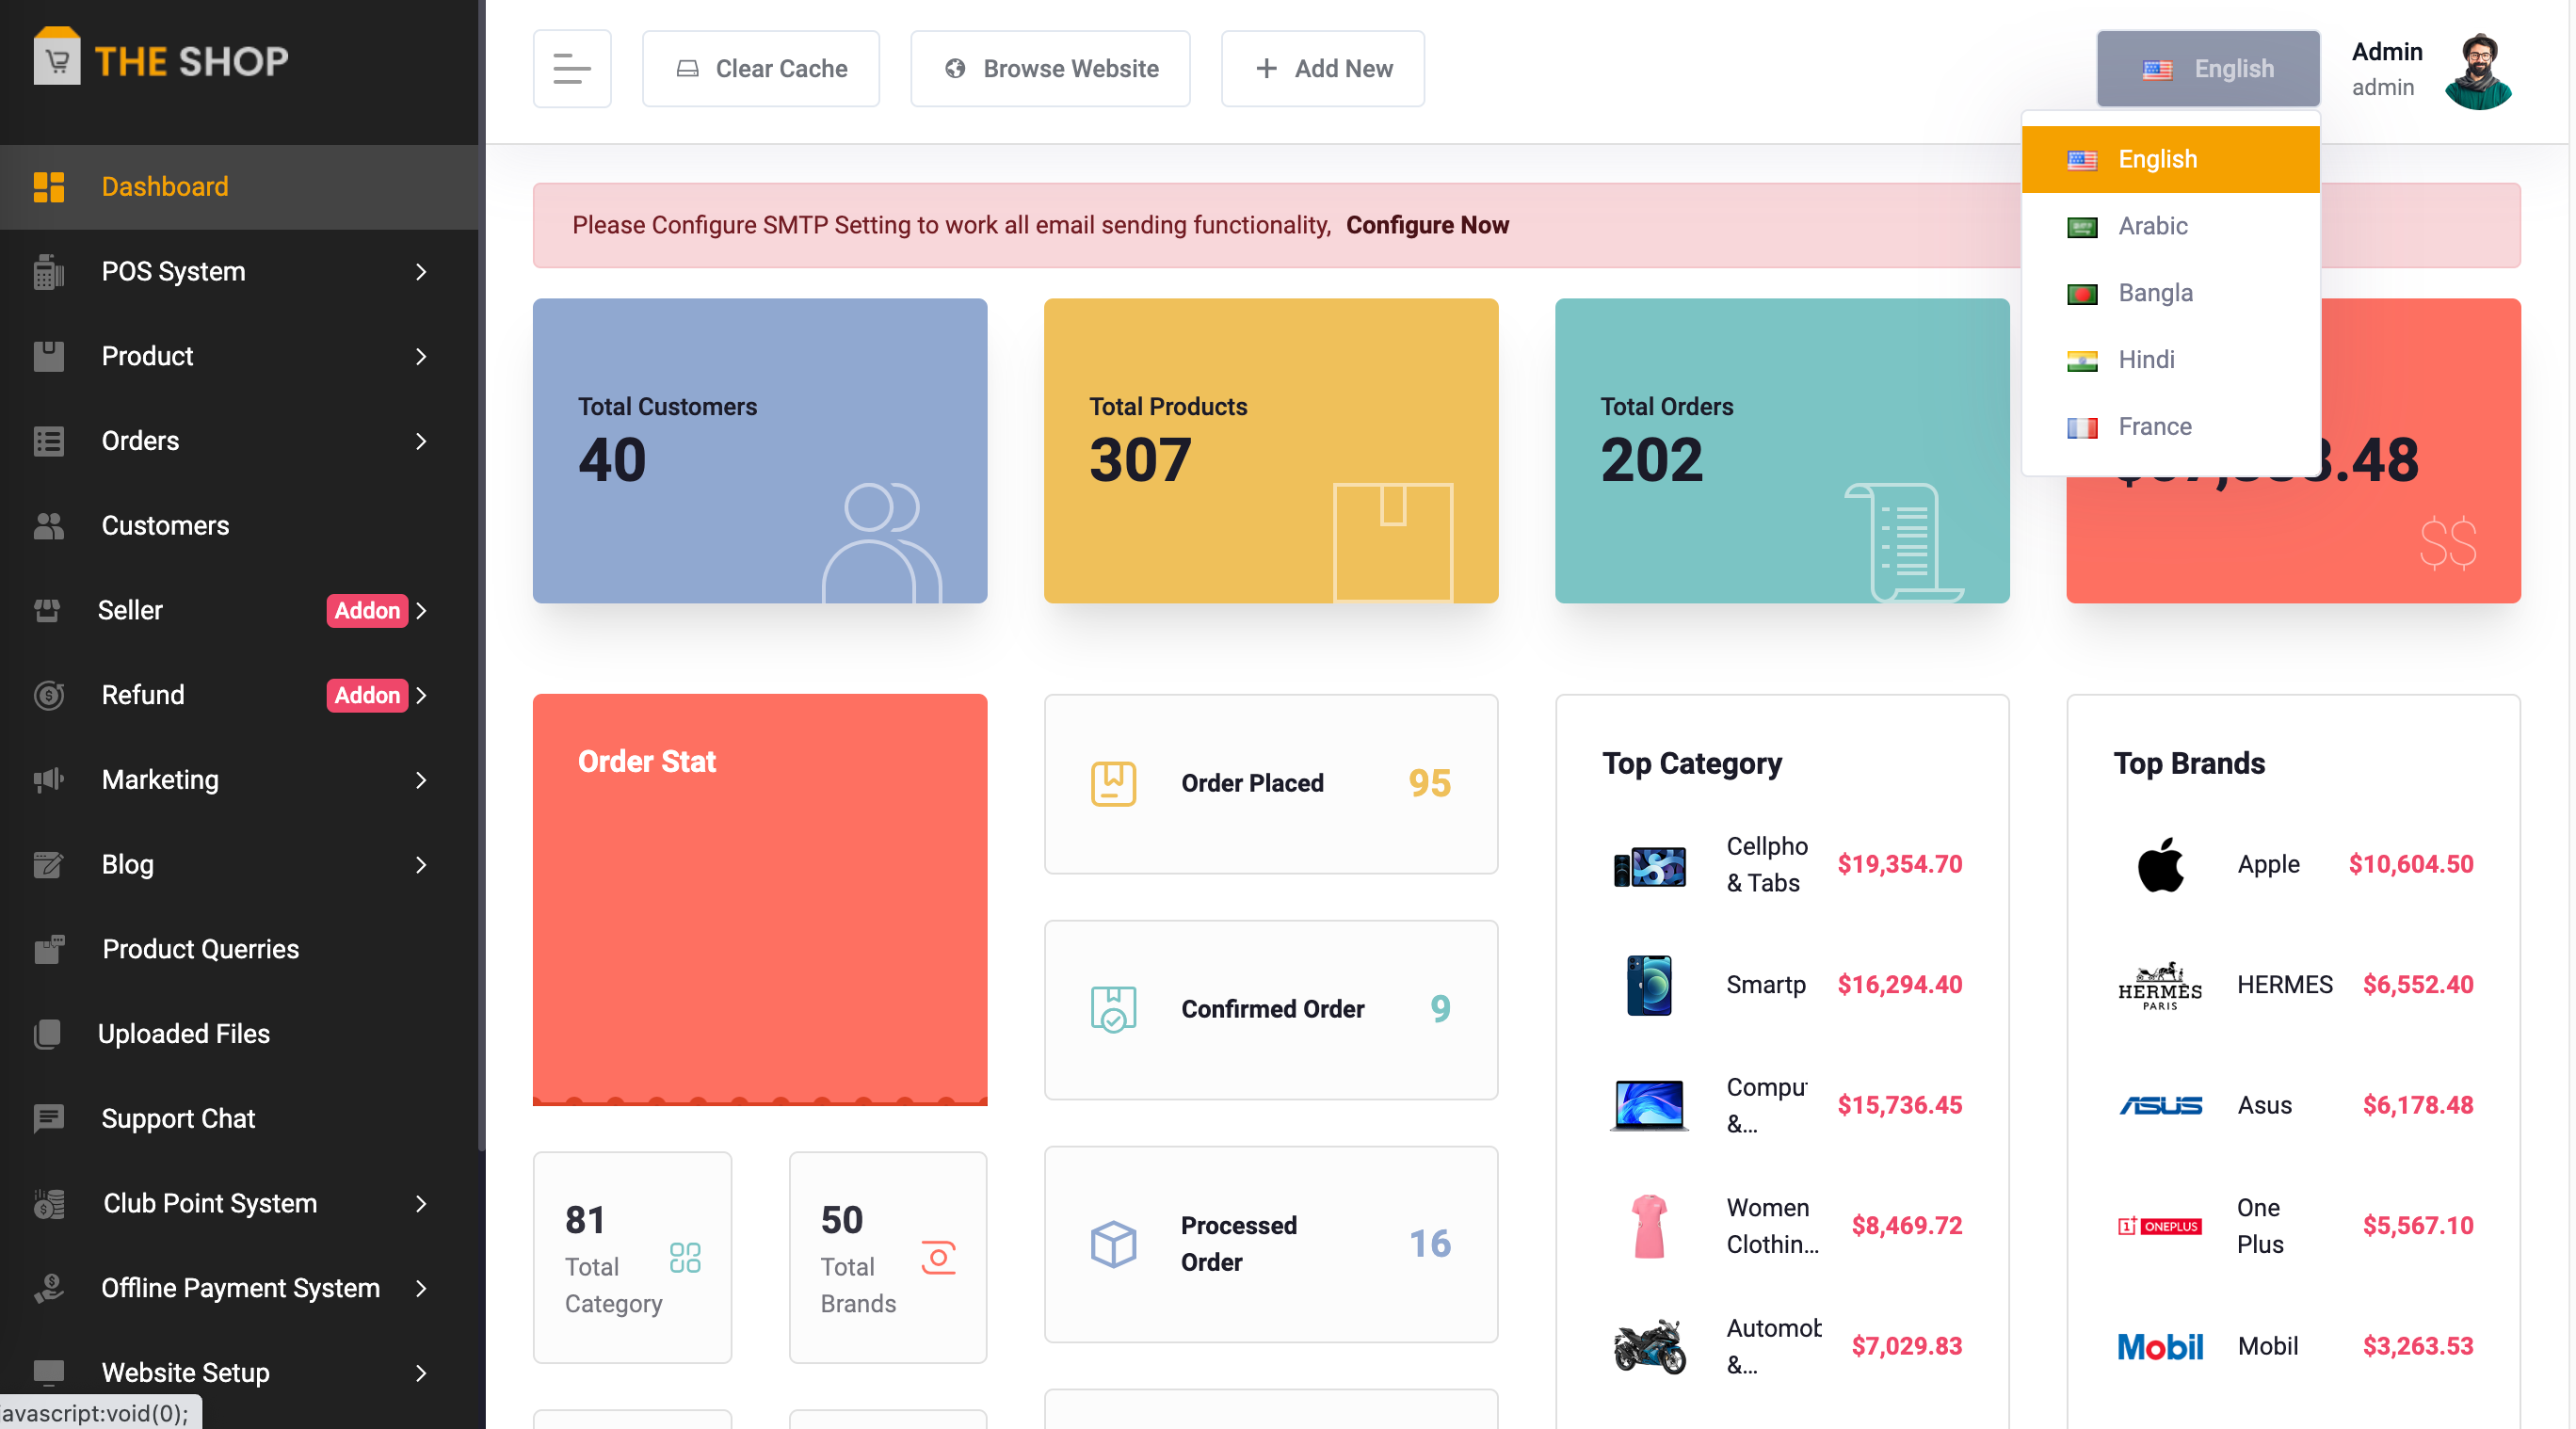 THE SHOP
Clear Cache
Browse Website
Add New
English
Admin
admin
English
Arabic
Bangla
Hindi
France
Dashboard
POS System
Product
Orders
Customers
Seller Addon
Refund Addon
Marketing
Blog
Product Querries
Uploaded Files
Support Chat
Club Point System
Offline Payment System
Website Setup
avascript:void(0);
Please Configure SMTP Setting to work all email sending functionality, Configure Now
Total Customers
40
Total Products
307
Total Orders
202
.48
$$
Order Stat
81
Total
Category
50
Total
Brands
Order Placed 95
Confirmed Order 9
Processed
Order
16
Top Category
Cellpho
& Tabs
$19,354.70
Smartp $16,294.40
Compu
&...
$15,736.45
Women
Clothin...
$8,469.72
Automob
&...
$7,029.83
Top Brands
Apple $10,604.50
HERMÈS
PARIS
HERMES $6,552.40
ASUS Asus $6,178.48
1+ ONEPLUS
One
Plus
$5,567.10
Mobil Mobil $3,263.53